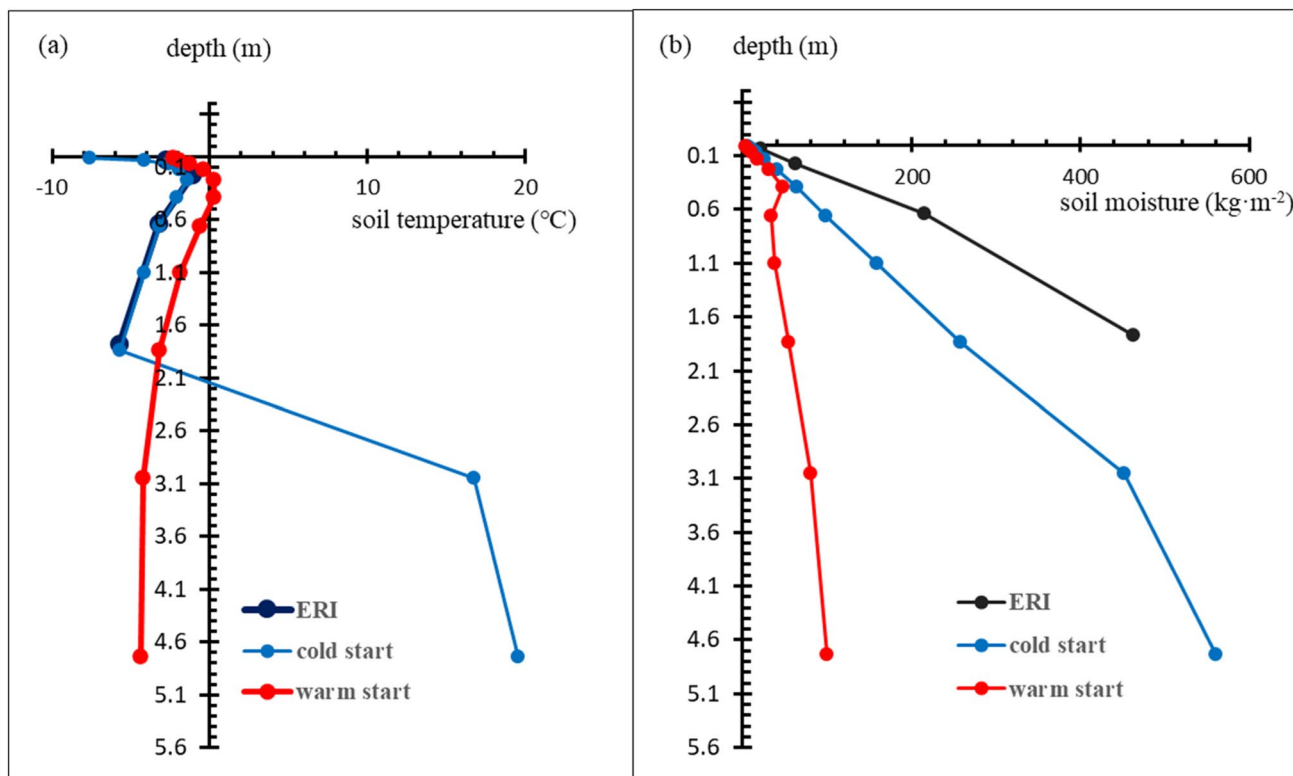 (a)
depth (m)
-10
10
20
soil temperature (°C)
0.1
0.6
1.1
1.6
2.1
2.6
3.1
3.6
4.1
4.6
5.1
5.6
ERI
cold start
warm start
(b)
depth (m)
200
400
600
soil moisture (kg·m-2)
0.1
0.6
1.1
1.6
2.1
2.6
3.1
3.6
4.1
4.6
5.1
5.6
ERI
cold start
warm start